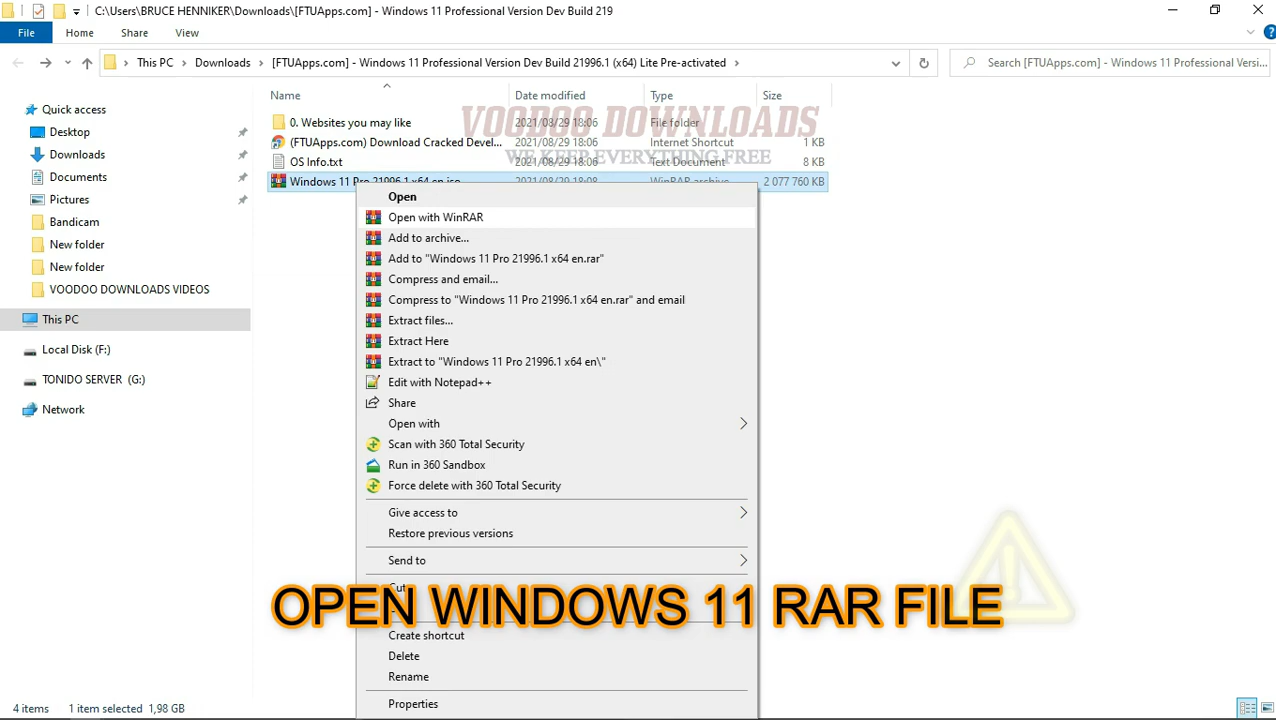 C:\Users\BRUCE HENNIKER\Downloads\[FTUApps.com] - Windows 11 Professional Version Dev Build 219
File Home Share View
This PC Downloads [FTUApps.com] - Windows 11 Professional Version Dev Build 21996.1 (x64) Lite Pre-activated
Search [FTUApps.com] - Windows 11 Professional Versi...
Name Date modified Type Size
VOODOO DOWNLOADS
WE KEEP EVERYTHING FREE
0. Websites you may like 2021/08/29 18:06 File folder
(FTUApps.com) Download Cracked Devel... 2021/08/29 18:06 Internet Shortcut 1 KB
OS Info.txt 2021/08/29 18:06 Text Document 8 KB
Windows 11 Pro 21996.1 x64 en.iso 2021/08/29 18:08 WinRAR archive 2 077 760 KB
Quick access
Desktop
Downloads
Documents
Pictures
Bandicam
New folder
New folder
VOODOO DOWNLOADS VIDEOS
This PC
Local Disk (F:)
TONIDO SERVER (G:)
Network
Open
Open with WinRAR
Add to archive...
Add to "Windows 11 Pro 21996.1 x64 en.rar"
Compress and email...
Compress to "Windows 11 Pro 21996.1 x64 en.rar" and email
Extract files...
Extract Here
Extract to "Windows 11 Pro 21996.1 x64 en\"
Edit with Notepad++
Share
Open with
Scan with 360 Total Security
Run in 360 Sandbox
Force delete with 360 Total Security
Give access to
Restore previous versions
Send to
Cut
OPEN WINDOWS 11 RAR FILE
Create shortcut
Delete
Rename
Properties
4 items 1 item selected 1,98 GB